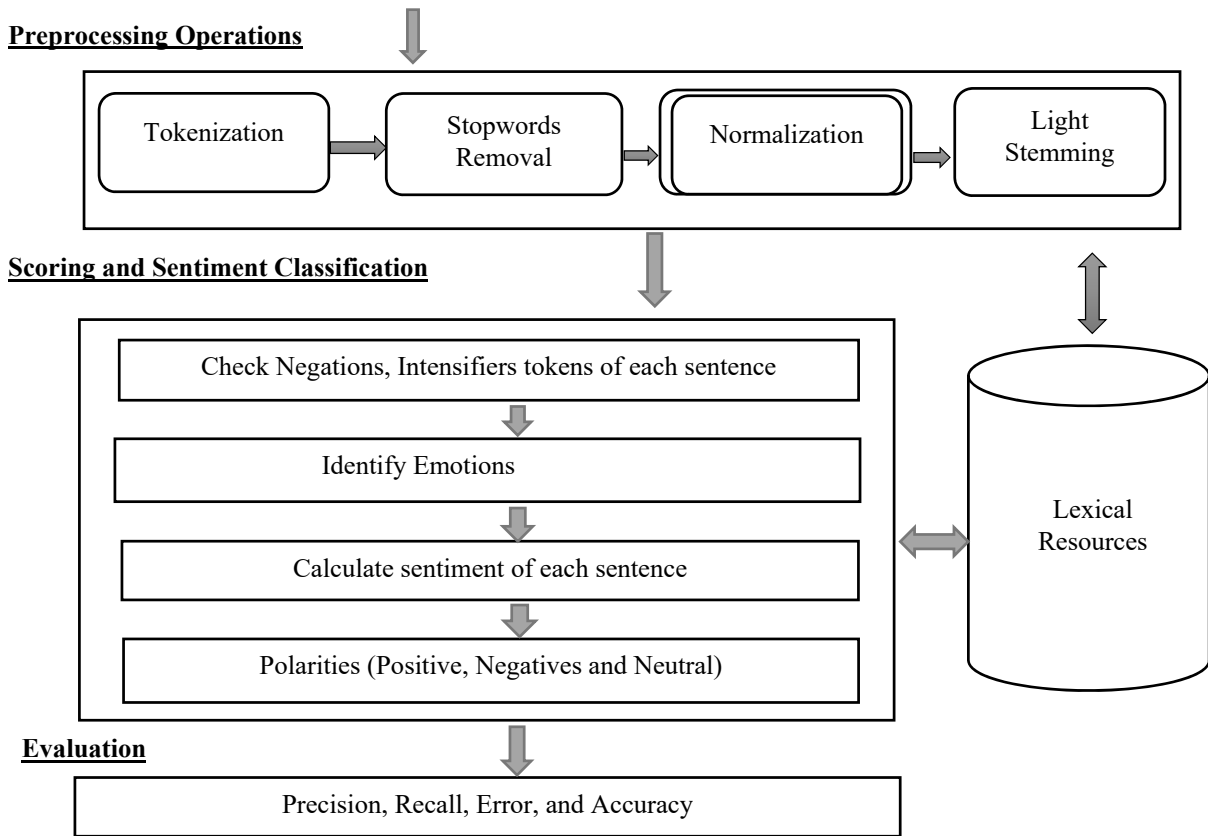 Preprocessing Operations
Tokenization
Stopwords
Removal
Normalization
Light
Stemming
Scoring and Sentiment Classification
Check Negations, Intensifiers tokens of each sentence
Identify Emotions
Calculate sentiment of each sentence
Polarities (Positive, Negatives and Neutral)
Lexical
Resources
Evaluation
Precision, Recall, Error, and Accuracy